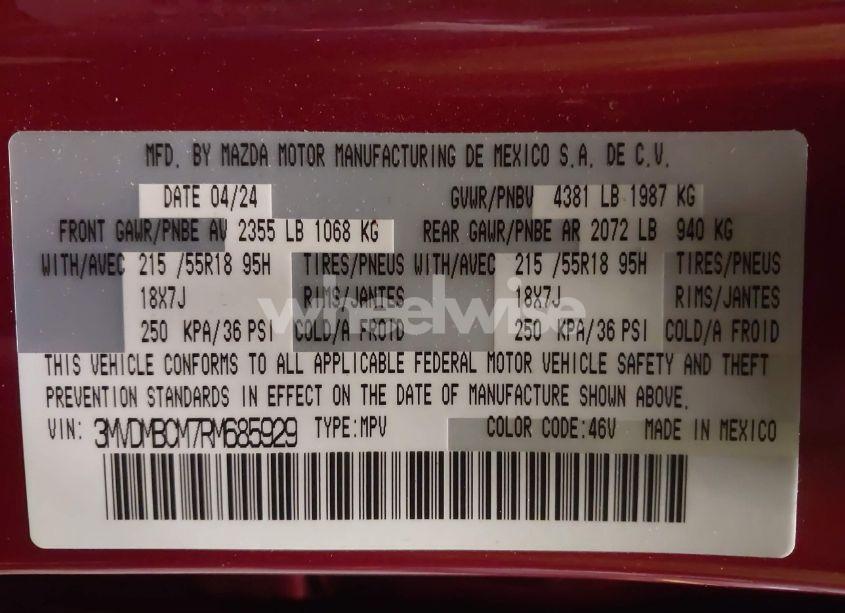 MFD. BY MAZDA MOTOR MANUFACTURING DE MEXICO S.A. DE C.V.
DATE 04/24 GVWR/PNBV 4381 LB 1987 KG
FRONT GAWR/PNBE AV 2355 LB 1068 KG REAR GAWR/PNBE AR 2072 LB 940 KG
WITH/AVEC 215 /55R18 95H TIRES/PNEUS WITH/AVEC 215 /55R18 95H TIRES/PNEUS
18X7J RIMS/JANTES 18X7J RIMS/JANTES
wheelwise
250 KPA/36 PSI COLD/A FROID 250 KPA/36 PSI COLD/A FROID
THIS VEHICLE CONFORMS TO ALL APPLICABLE FEDERAL MOTOR VEHICLE SAFETY AND THEFT
PREVENTION STANDARDS IN EFFECT ON THE DATE OF MANUFACTURE SHOWN ABOVE.
VIN: 3MVDMBCM7RM685929 TYPE:MPV COLOR CODE:46V MADE IN MEXICO